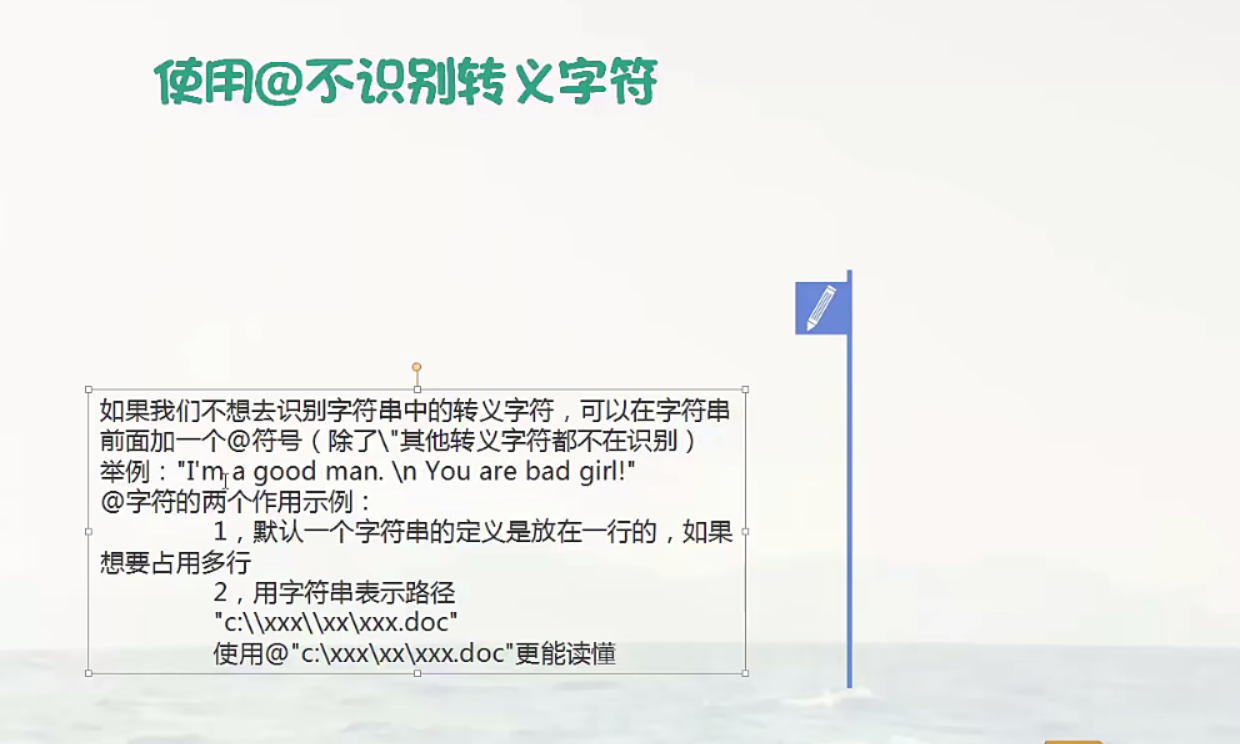 使用@不识别转义字符
如果我们不想去识别字符串中的转义字符，可以在字符串
前面加一个@符号（除了\"其他转义字符都不在识别）
举例："I'm a good man. \n You are bad girl!"
@字符的两个作用示例：
1，默认一个字符串的定义是放在一行的，如果
想要占用多行
2，用字符串表示路径
"c:\\xxx\\xx\xxx.doc"
使用@"c:\xxx\xx\xxx.doc"更能读懂